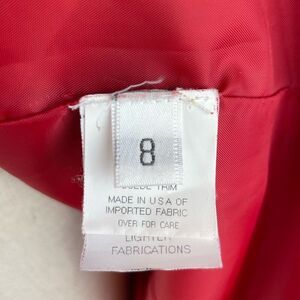 8
SUEDE TRIM
MADE IN U S A OF
IMPORTED FABRIC
OVER FOR CARE
LIGHTER
FABRICATIONS